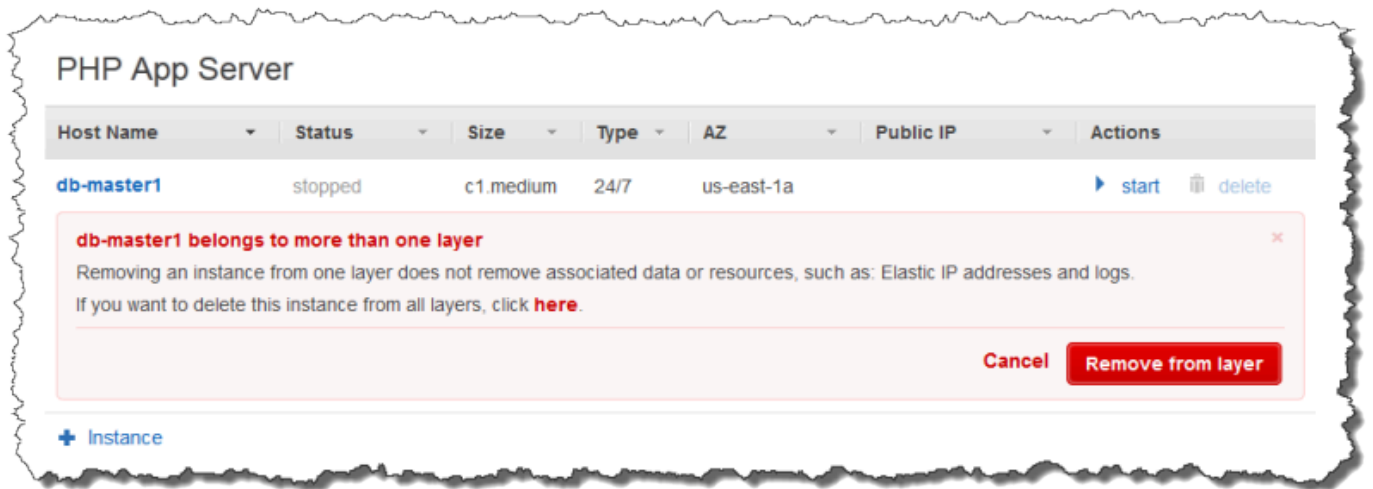 PHP App Server
Host Name Status Size Type AZ Public IP Actions
db-master1 stopped c1.medium 24/7 us-east-1a start delete
db-master1 belongs to more than one layer
Removing an instance from one layer does not remove associated data or resources, such as: Elastic IP addresses and logs.
If you want to delete this instance from all layers, click here.
Cancel Remove from layer
Instance